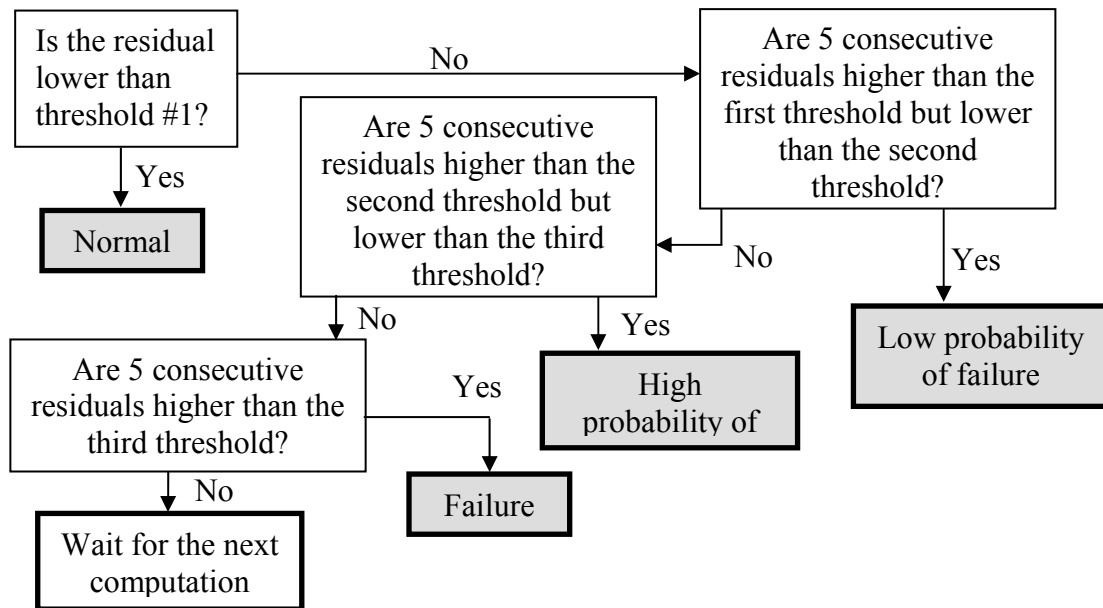 Is the residual
lower than
threshold #1?
No
Are 5 consecutive
residuals higher than the
first threshold but lower
than the second
threshold?
Yes
Normal
Are 5 consecutive
residuals higher than the
second threshold but
lower than the third
threshold?
No
Yes
Low probability
of failure
No
Yes
High
probability of
Are 5 consecutive
residuals higher than the
third threshold?
Yes
Failure
No
Wait for the next
computation